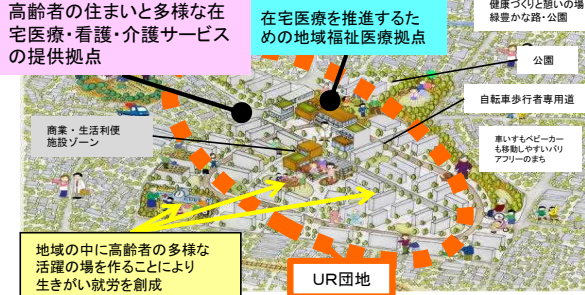 高齢者の住まいと多様な在
宅医療・看護・介護サービス
の提供拠点
在宅医療を推進するた
めの地域福祉医療拠点
健康づくりと憩いの場
緑豊かな路・公園
公園
自転車歩行者専用道
商業・生活利便
施設ゾーン
車いすもベビーカー
も移動しやすいバリ
アフリーのまち
地域の中に高齢者の多様な
活躍の場を作ることにより
生きがい就労を創成
UR団地